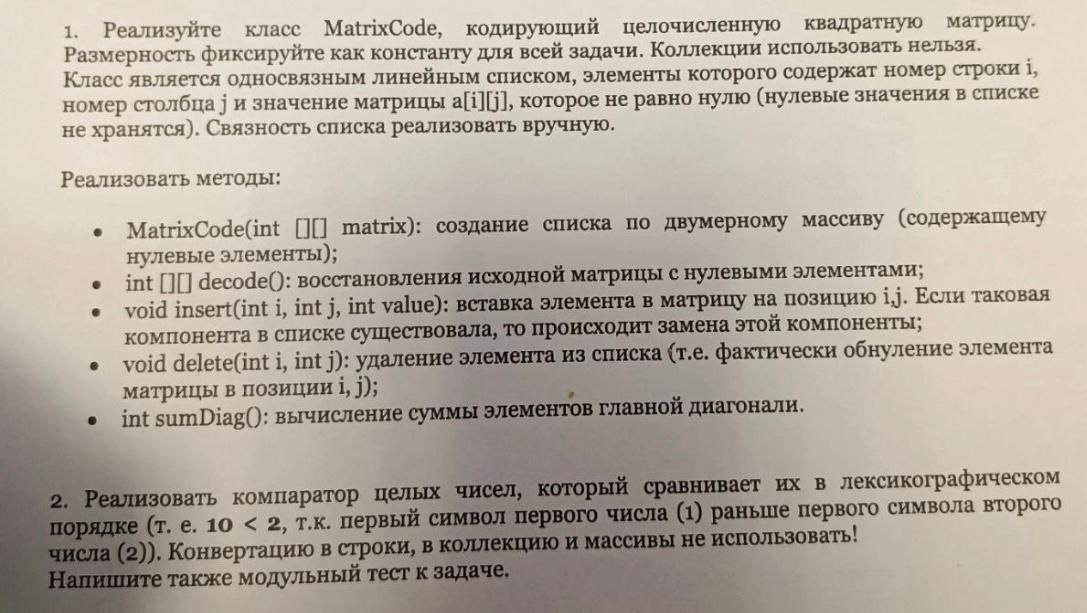 1. Реализуйте класс MatrixCode, кодирующий целочисленную квадратную матрицу.
Размерность фиксируйте как константу для всей задачи. Коллекции использовать нельзя.
Класс является односвязным линейным списком, элементы которого содержат номер строки i,
номер столбца j и значение матрицы a[i][j], которое не равно нулю (нулевые значения в списке
не хранятся). Связность списка реализовать вручную.
Реализовать методы:
• MatrixCode(int [][] matrix): создание списка по двумерному массиву (содержащему
нулевые элементы);
• int [][] decode(): восстановления исходной матрицы с нулевыми элементами;
• void insert(int i, int j, int value): вставка элемента в матрицу на позицию i,j. Если таковая
компонента в списке существовала, то происходит замена этой компоненты;
• void delete(int i, int j): удаление элемента из списка (т.е. фактически обнуление элемента
матрицы в позиции i, j);
• int sumDiag(): вычисление суммы элементов главной диагонали.
2. Реализовать компаратор целых чисел, который сравнивает их в лексикографическом
порядке (т. е. 10 < 2, т.к. первый символ первого числа (1) раньше первого символа второго
числа (2)). Конвертацию в строки, в коллекцию и массивы не использовать!
Напишите также модульный тест к задаче.